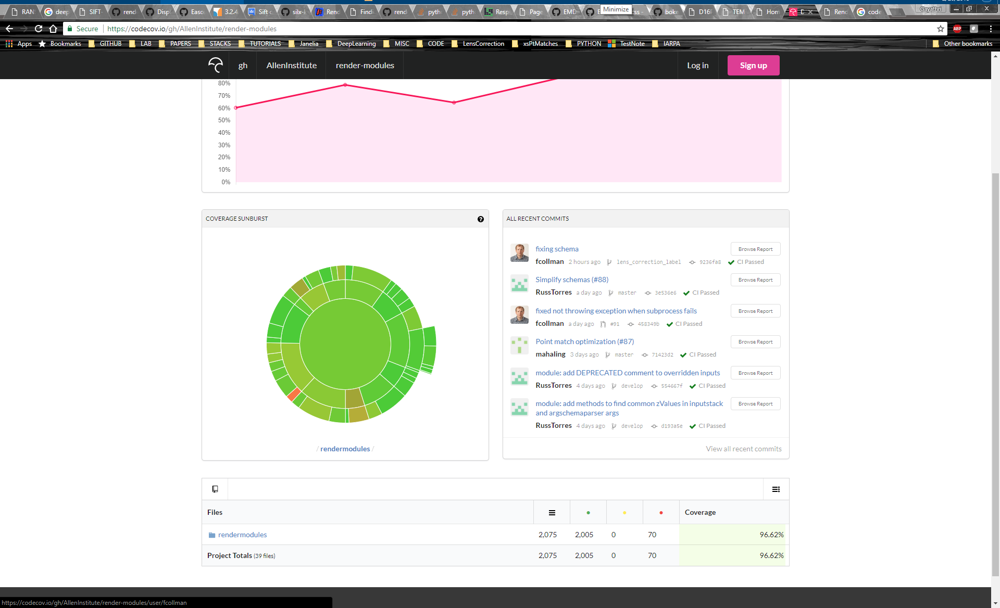 Minimize
RAN
deep
SIFT-
rend
Displ
Easo
3.2.4
Sift c
silx-k
Rend
Findi
rend
pyth
pyth
Resp
Page
EMD
ss -
boke
D16F
TEM
Hom
Rend
code
Gayathri
Secure
https://codecov.io/gh/AllenInstitute/render-modules
ABP
Apps
Bookmarks
GITHUB
LAB
PAPERS
STACKS
TUTORIALS
Janelia
DeepLearning
MISC
CODE
LensCorrection
xsPtMatches
PYTHON
TestNote
IARPA
Other bookmarks
gh
AllenInstitute
render-modules
Log in
Sign up
80%
70%
60%
50%
40%
30%
20%
10%
0%
COVERAGE SUNBURST
/ rendermodules /
ALL RECENT COMMITS
fixing schema
Browse Report
fcollman 2 hours ago lens_correction_label 9236fa8 CI Passed
Simplify schemas (#88)
Browse Report
RussTorres a day ago master 3e536e6 CI Passed
fixed not throwing exception when subprocess fails
Browse Report
fcollman a day ago #91 458349b CI Passed
Point match optimization (#87)
Browse Report
mahaling 3 days ago master 71423d2 CI Passed
module: add DEPRECATED comment to overridden inputs
Browse Report
RussTorres 4 days ago develop 554667f CI Passed
module: add methods to find common zValues in inputstack
and argschemaparser args
Browse Report
RussTorres 4 days ago develop d193a5e CI Passed
View all recent commits
Files Coverage
rendermodules 2,075 2,005 0 70 96.62%
Project Totals (39 files) 2,075 2,005 0 70 96.62%
https://codecov.io/gh/AllenInstitute/render-modules/user/fcollman